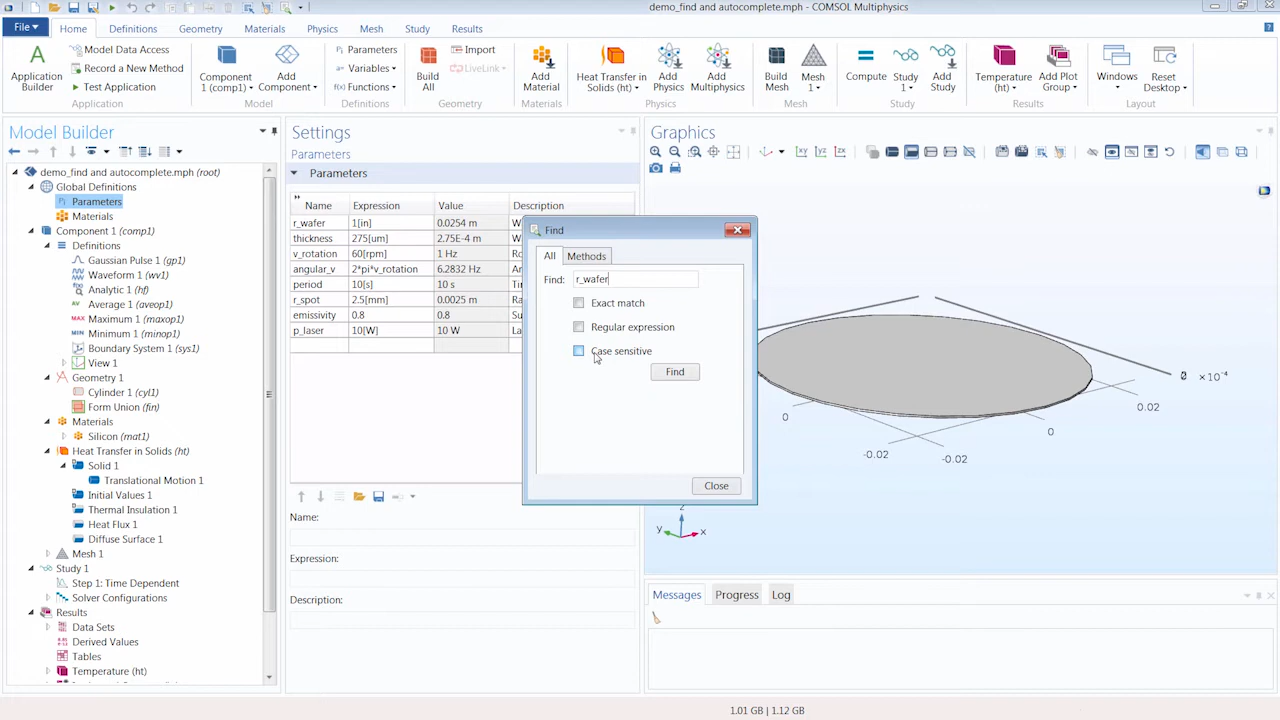 demo_find and autocomplete.mph - COMSOL Multiphysics
File
Home
Definitions
Geometry
Materials
Physics
Mesh
Study
Results
Application Builder
Model Data Access
Record a New Method
Test Application
Application
Component 1 (comp1)
Add Component
Model
Pi Parameters
a= Variables
f(x) Functions
Definitions
Build All
Import
LiveLink
Geometry
Add Material
Materials
Heat Transfer in Solids (ht)
Add Physics
Add Multiphysics
Physics
Build Mesh
Mesh 1
Mesh
Compute
Study 1
Add Study
Study
Temperature (ht)
Add Plot Group
Results
Windows
Reset Desktop
Layout
Model Builder
demo_find and autocomplete.mph (root)
Global Definitions
Pi Parameters
Materials
Component 1 (comp1)
Definitions
Gaussian Pulse 1 (gp1)
Waveform 1 (wv1)
Analytic 1 (hf)
AV Average 1 (aveop1)
MAX Maximum 1 (maxop1)
MIN Minimum 1 (minop1)
Boundary System 1 (sys1)
View 1
Geometry 1
Cylinder 1 (cyl1)
Form Union (fin)
Materials
Silicon (mat1)
Heat Transfer in Solids (ht)
Solid 1
Translational Motion 1
Initial Values 1
Thermal Insulation 1
Heat Flux 1
Diffuse Surface 1
Mesh 1
Study 1
Step 1: Time Dependent
Solver Configurations
Results
Data Sets
8.85 e-12 Derived Values
Tables
Temperature (ht)
Settings
Parameters
Parameters
Name Expression Value Description
r_wafer 1[in] 0.0254 m W
thickness 275[um] 2.75E-4 m
v_rotation 60[rpm] 1 Hz
angular_v 2*pi*v_rotation 6.2832 Hz
period 10[s] 10 s
r_spot 2.5[mm] 0.0025 m
emissivity 0.8 0.8
p_laser 10[W] 10 W
Name:
Expression:
Description:
Find
All
Methods
Find: r_wafer
Exact match
Regular expression
Case sensitive
Find
Close
Graphics
xy
yz
zx
×10⁻⁴
0.02
0
0
-0.02
-0.02
z
y
x
Messages
Progress
Log
1.01 GB | 1.12 GB